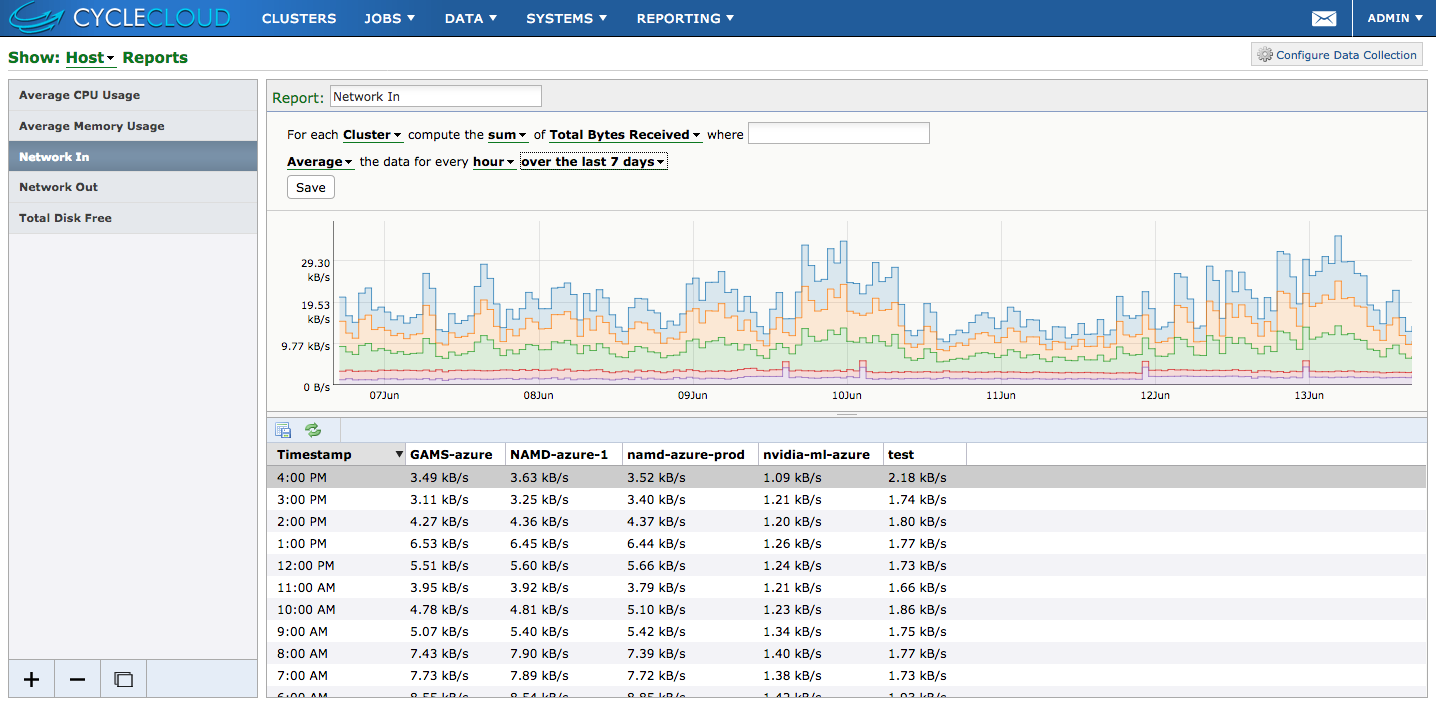 CYCLECLOUD CLUSTERS JOBS DATA SYSTEMS REPORTING ADMIN
Show: Host Reports
Configure Data Collection
Average CPU Usage
Average Memory Usage
Network In
Network Out
Total Disk Free
Report: Network In
For each Cluster compute the sum of Total Bytes Received where
Average the data for every hour over the last 7 days
Save
29.30
kB/s
19.53
kB/s
9.77 kB/s
0 B/s
07Jun 08Jun 09Jun 10Jun 11Jun 12Jun 13Jun
Timestamp GAMS-azure NAMD-azure-1 namd-azure-prod nvidia-ml-azure test
4:00 PM 3.49 kB/s 3.63 kB/s 3.52 kB/s 1.09 kB/s 2.18 kB/s
3:00 PM 3.11 kB/s 3.25 kB/s 3.40 kB/s 1.21 kB/s 1.74 kB/s
2:00 PM 4.27 kB/s 4.36 kB/s 4.37 kB/s 1.20 kB/s 1.80 kB/s
1:00 PM 6.53 kB/s 6.45 kB/s 6.44 kB/s 1.26 kB/s 1.77 kB/s
12:00 PM 5.51 kB/s 5.60 kB/s 5.66 kB/s 1.24 kB/s 1.73 kB/s
11:00 AM 3.95 kB/s 3.92 kB/s 3.79 kB/s 1.21 kB/s 1.66 kB/s
10:00 AM 4.78 kB/s 4.81 kB/s 5.10 kB/s 1.23 kB/s 1.86 kB/s
9:00 AM 5.07 kB/s 5.40 kB/s 5.42 kB/s 1.34 kB/s 1.75 kB/s
8:00 AM 7.43 kB/s 7.90 kB/s 7.39 kB/s 1.40 kB/s 1.77 kB/s
7:00 AM 7.73 kB/s 7.89 kB/s 7.72 kB/s 1.38 kB/s 1.73 kB/s